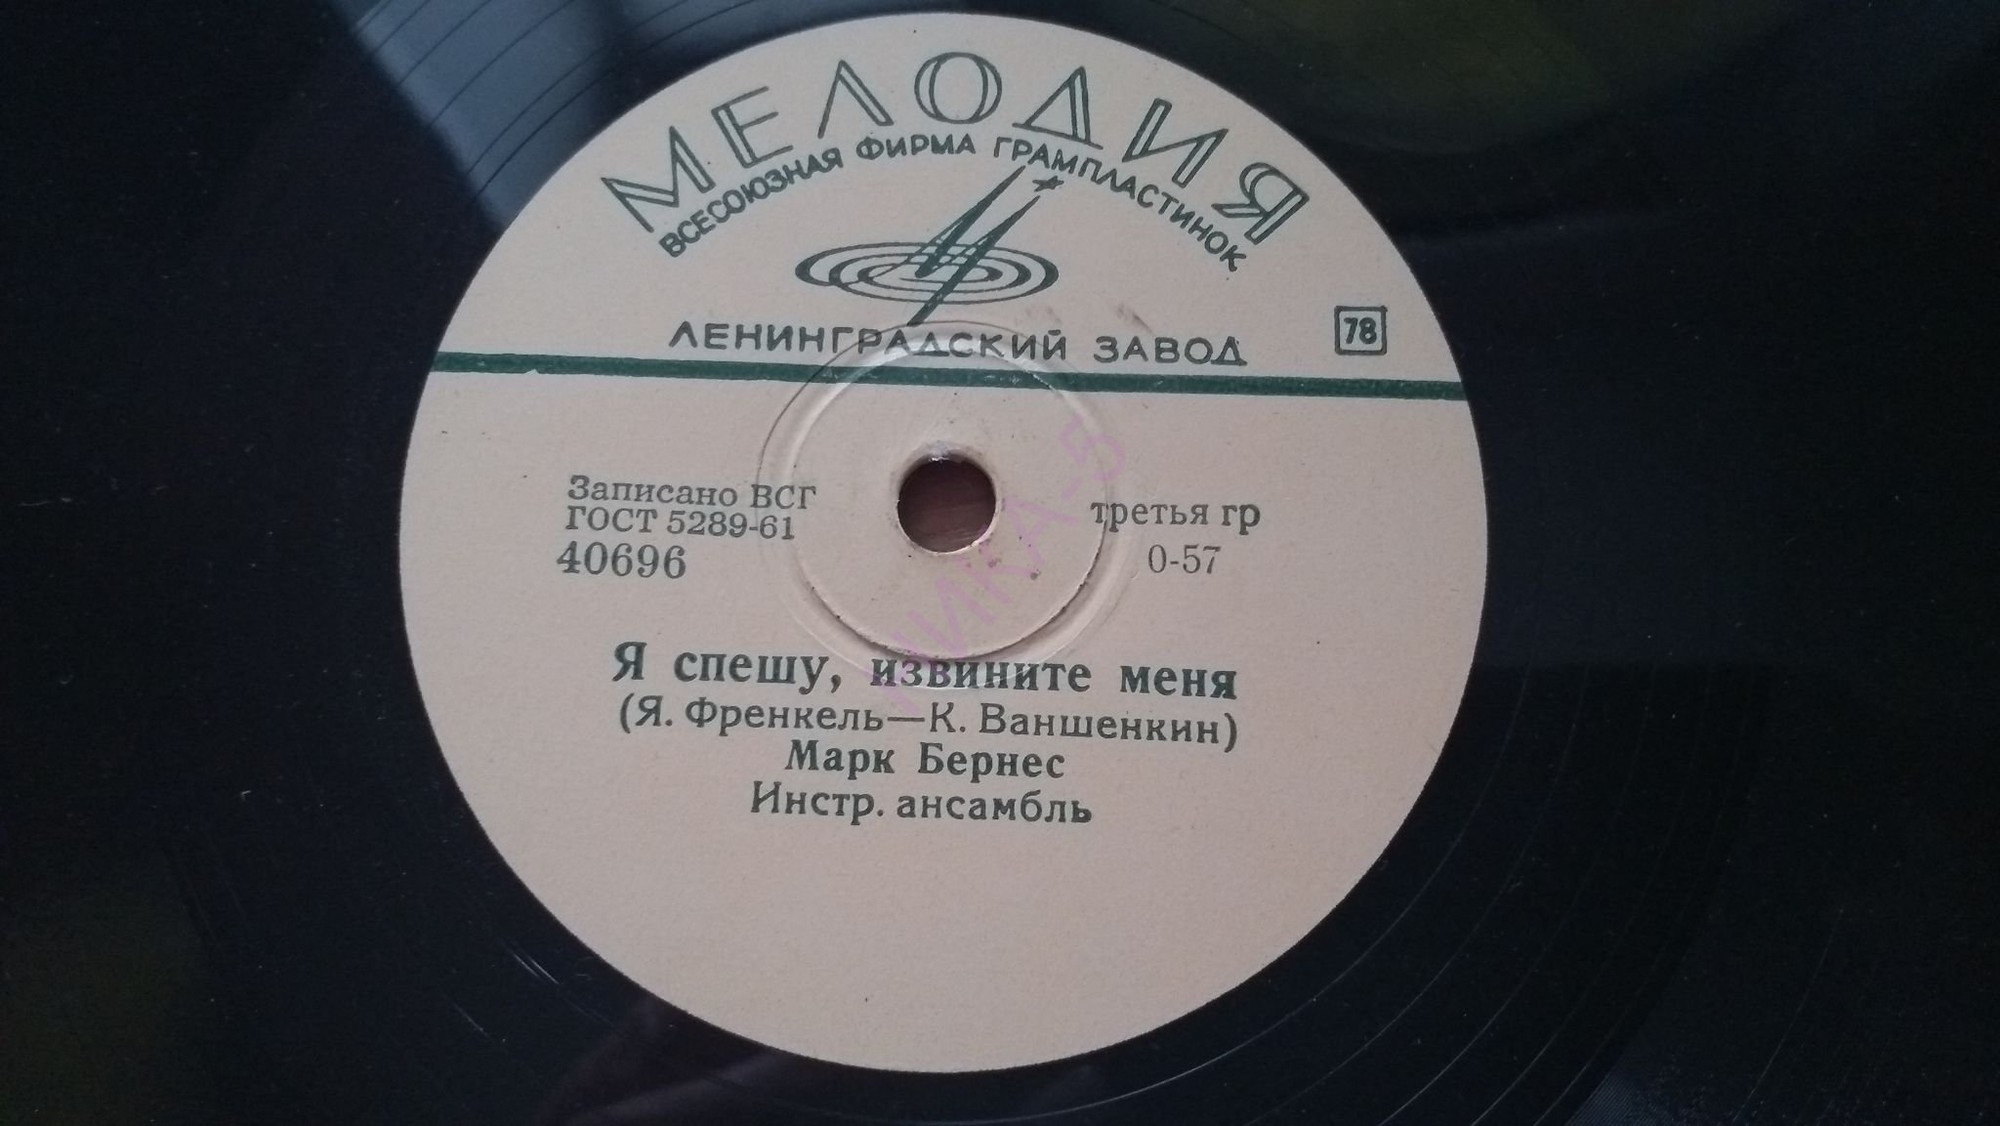 МЕЛОДИЯ
ВСЕСОЮЗНАЯ ФИРМА ГРАМПЛАСТИНОК
ЛЕНИНГРАДСКИЙ ЗАВОД
78
Записано ВСГ
ГОСТ 5289-61
40696
третья гр
0-57
Я спешу, извините меня
(Я. Френкель—К. Ваншенкин)
Марк Бернес
Инстр. ансамбль